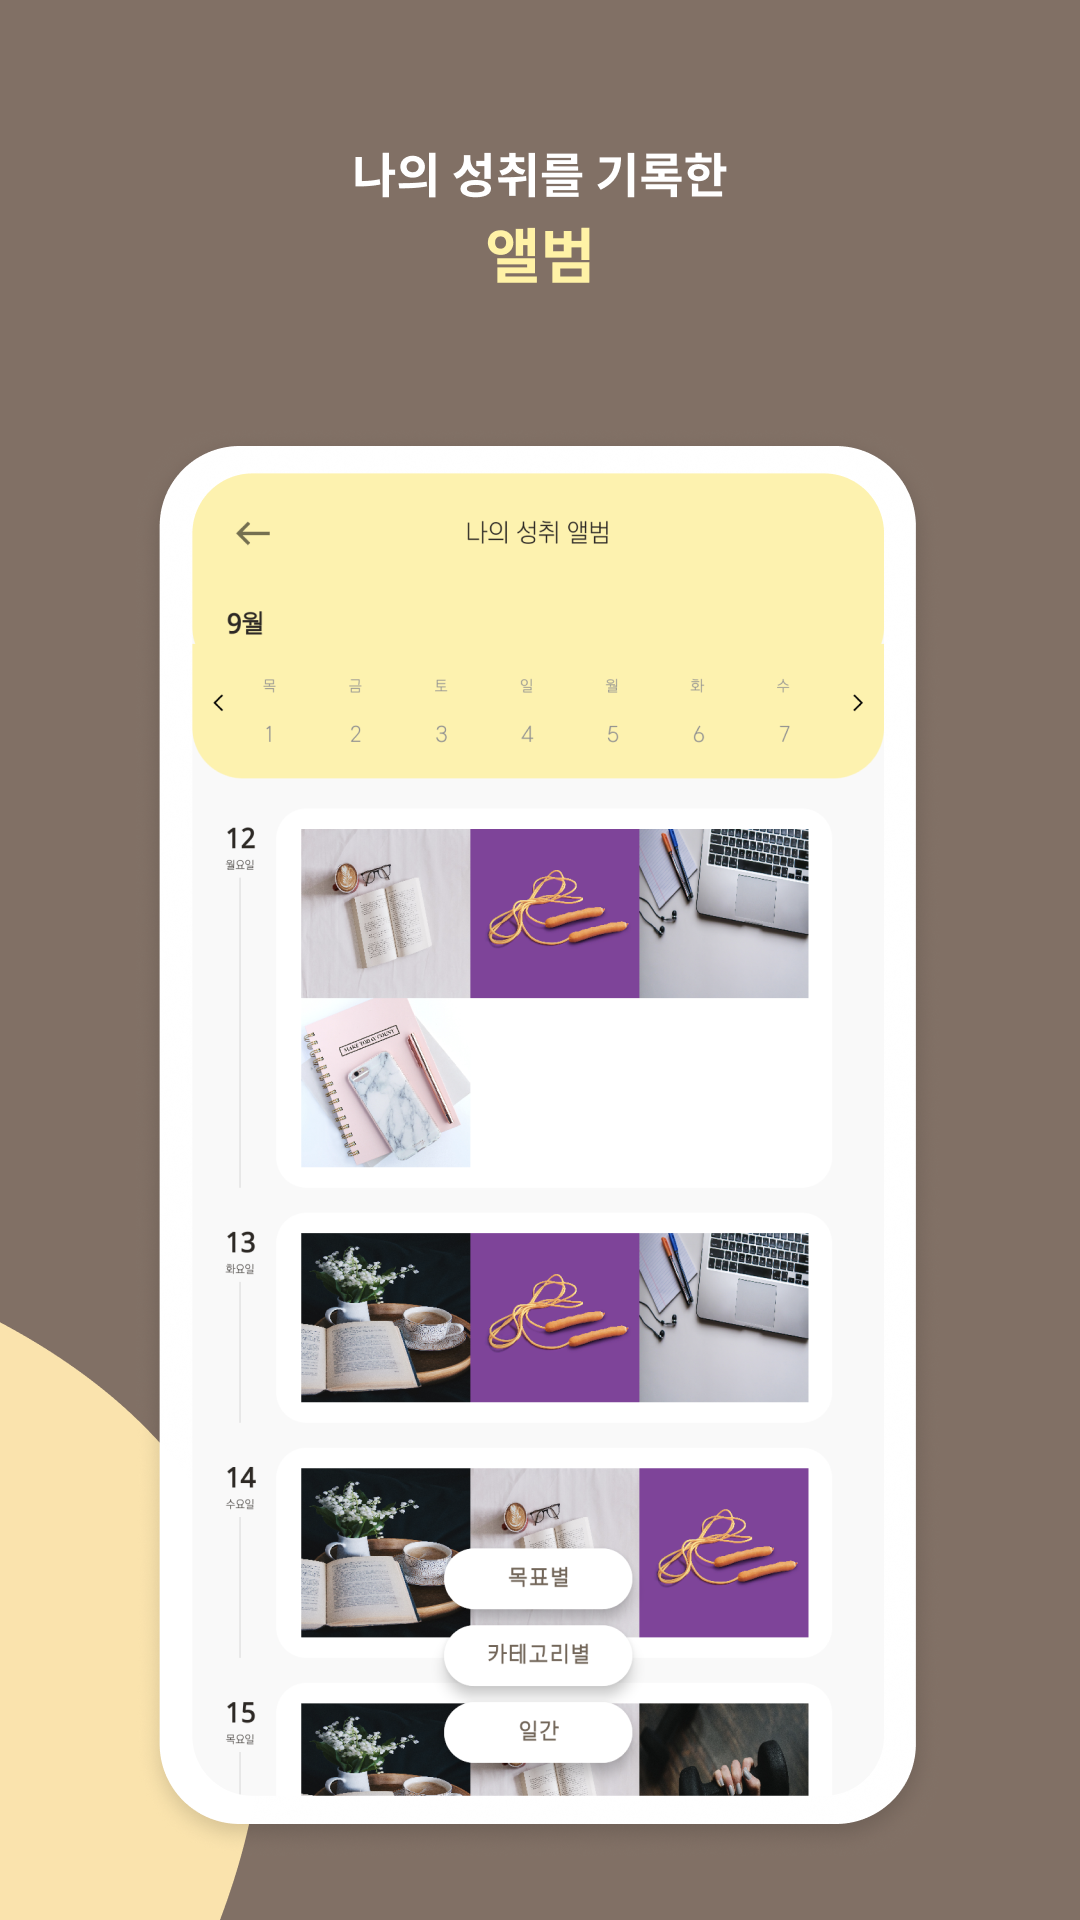 나의 성취를 기록한
앨범
나의 성취 앨범
9월
목 금 토 일 월 화 수
1 2 3 4 5 6 7
12
월요일
MAKE TODAY COUNT
13
화요일
14
수요일
목표별
카테고리별
15
목요일
일간